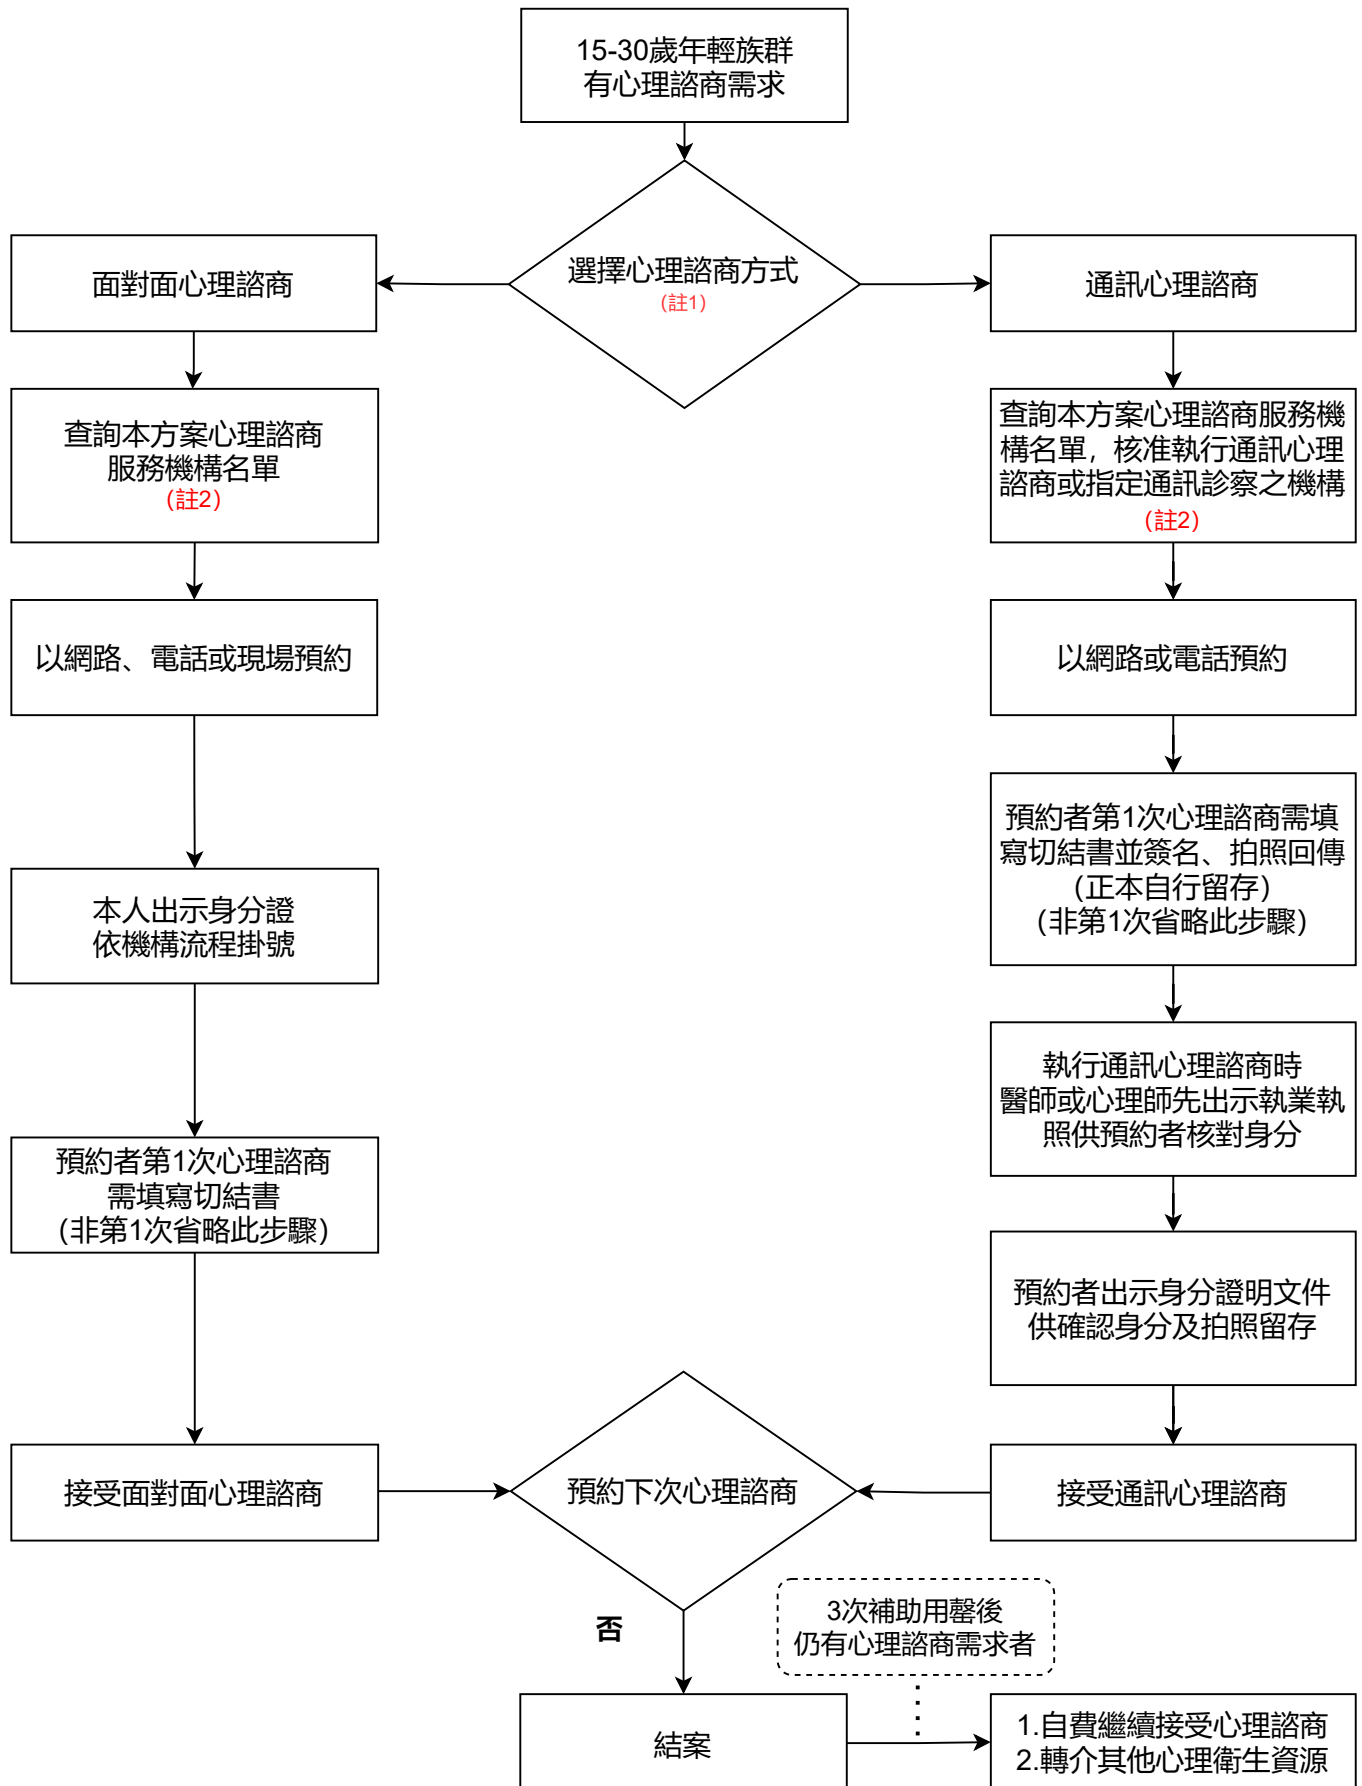 15-30歲年輕族群
有心理諮商需求
選擇心理諮商方式
(註1)
面對面心理諮商
通訊心理諮商
查詢本方案心理諮商
服務機構名單
(註2)
查詢本方案心理諮商服務機
構名單，核准執行通訊心理
諮商或指定通訊診察之機構
(註2)
以網路、電話或現場預約
以網路或電話預約
本人出示身分證
依機構流程掛號
預約者第1次心理諮商需填
寫切結書並簽名、拍照回傳
(正本自行留存)
(非第1次省略此步驟)
預約者第1次心理諮商
需填寫切結書
(非第1次省略此步驟)
執行通訊心理諮商時
醫師或心理師先出示執業執
照供預約者核對身分
預約者出示身分證明文件
供確認身分及拍照留存
接受面對面心理諮商
預約下次心理諮商
接受通訊心理諮商
否
3次補助用罄後
仍有心理諮商需求者
結案
1.自費繼續接受心理諮商
2.轉介其他心理衛生資源